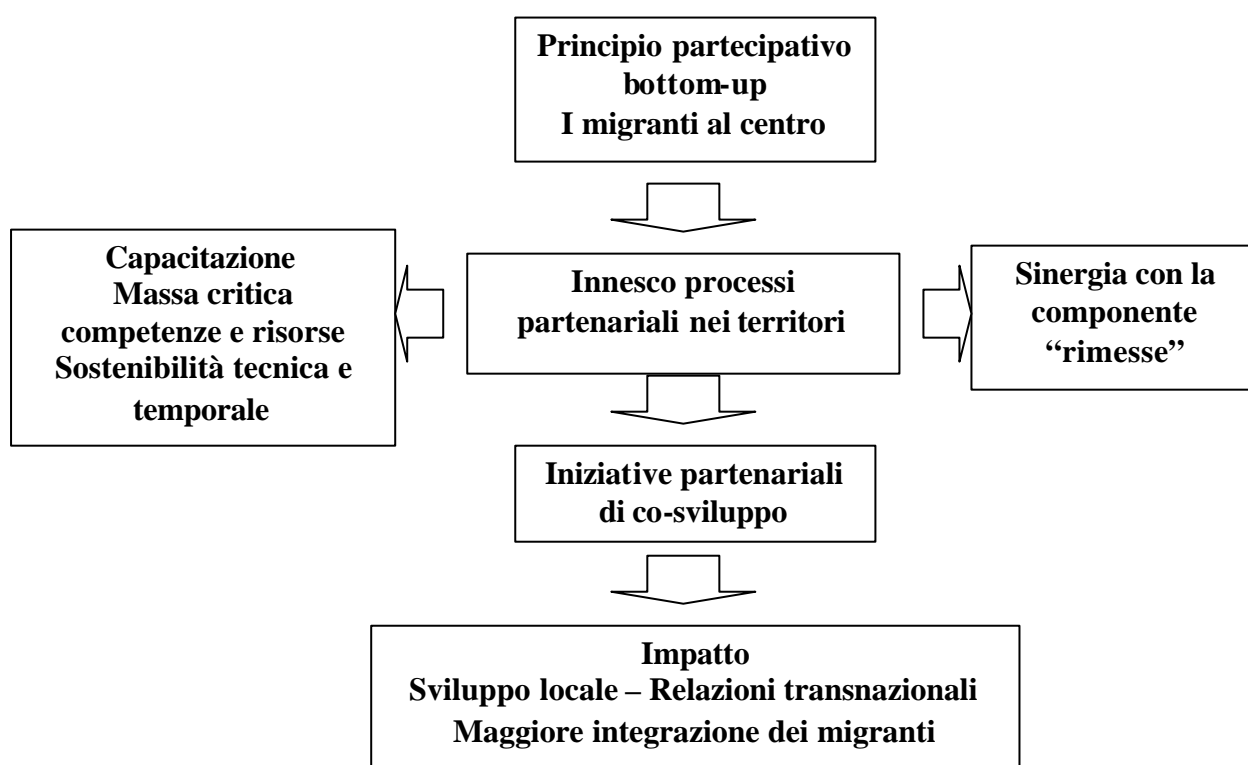 Principio partecipativo
bottom-up
I migranti al centro
Capacitazione
Massa critica
competenze e risorse
Sostenibilità tecnica e
temporale
Innesco processi
partenariali nei territori
Sinergia con la
componente
“rimesse”
Iniziative partenariali
di co-sviluppo
Impatto
Sviluppo locale – Relazioni transnazionali
Maggiore integrazione dei migranti